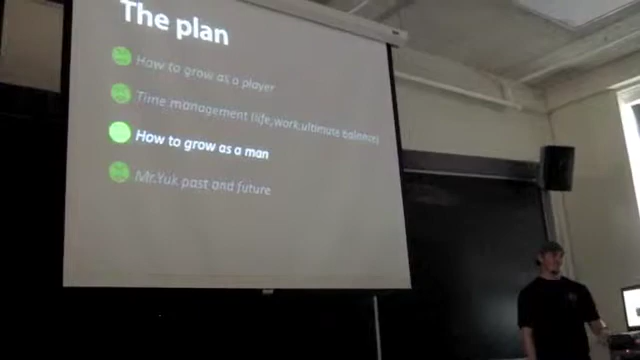 The plan
How to grow as a player
Time management (life,work,ultimate balance)
How to grow as a man
Mr.Yuk past and future